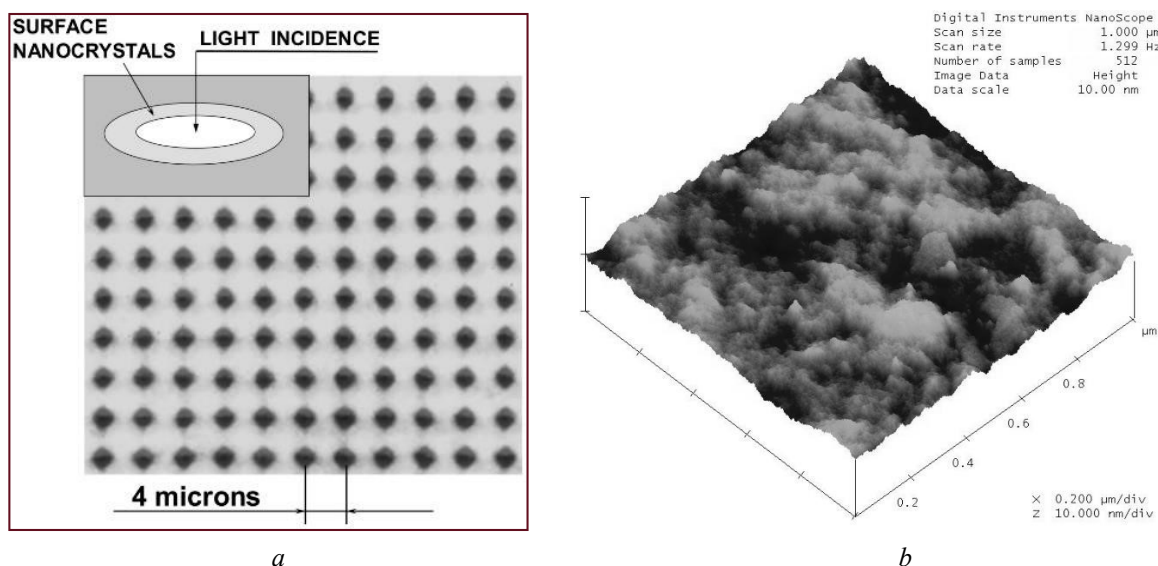 SURFACE
NANOCRYSTALS
LIGHT INCIDENCE
4 microns
a
Digital Instruments NanoScope
Scan size 1.000 µm
Scan rate 1.299 Hz
Number of samples 512
Image Data Height
Data scale 10.00 nm
µm
0.8
0.6
0.4
0.2
X 0.200 µm/div
Z 10.000 nm/div
b